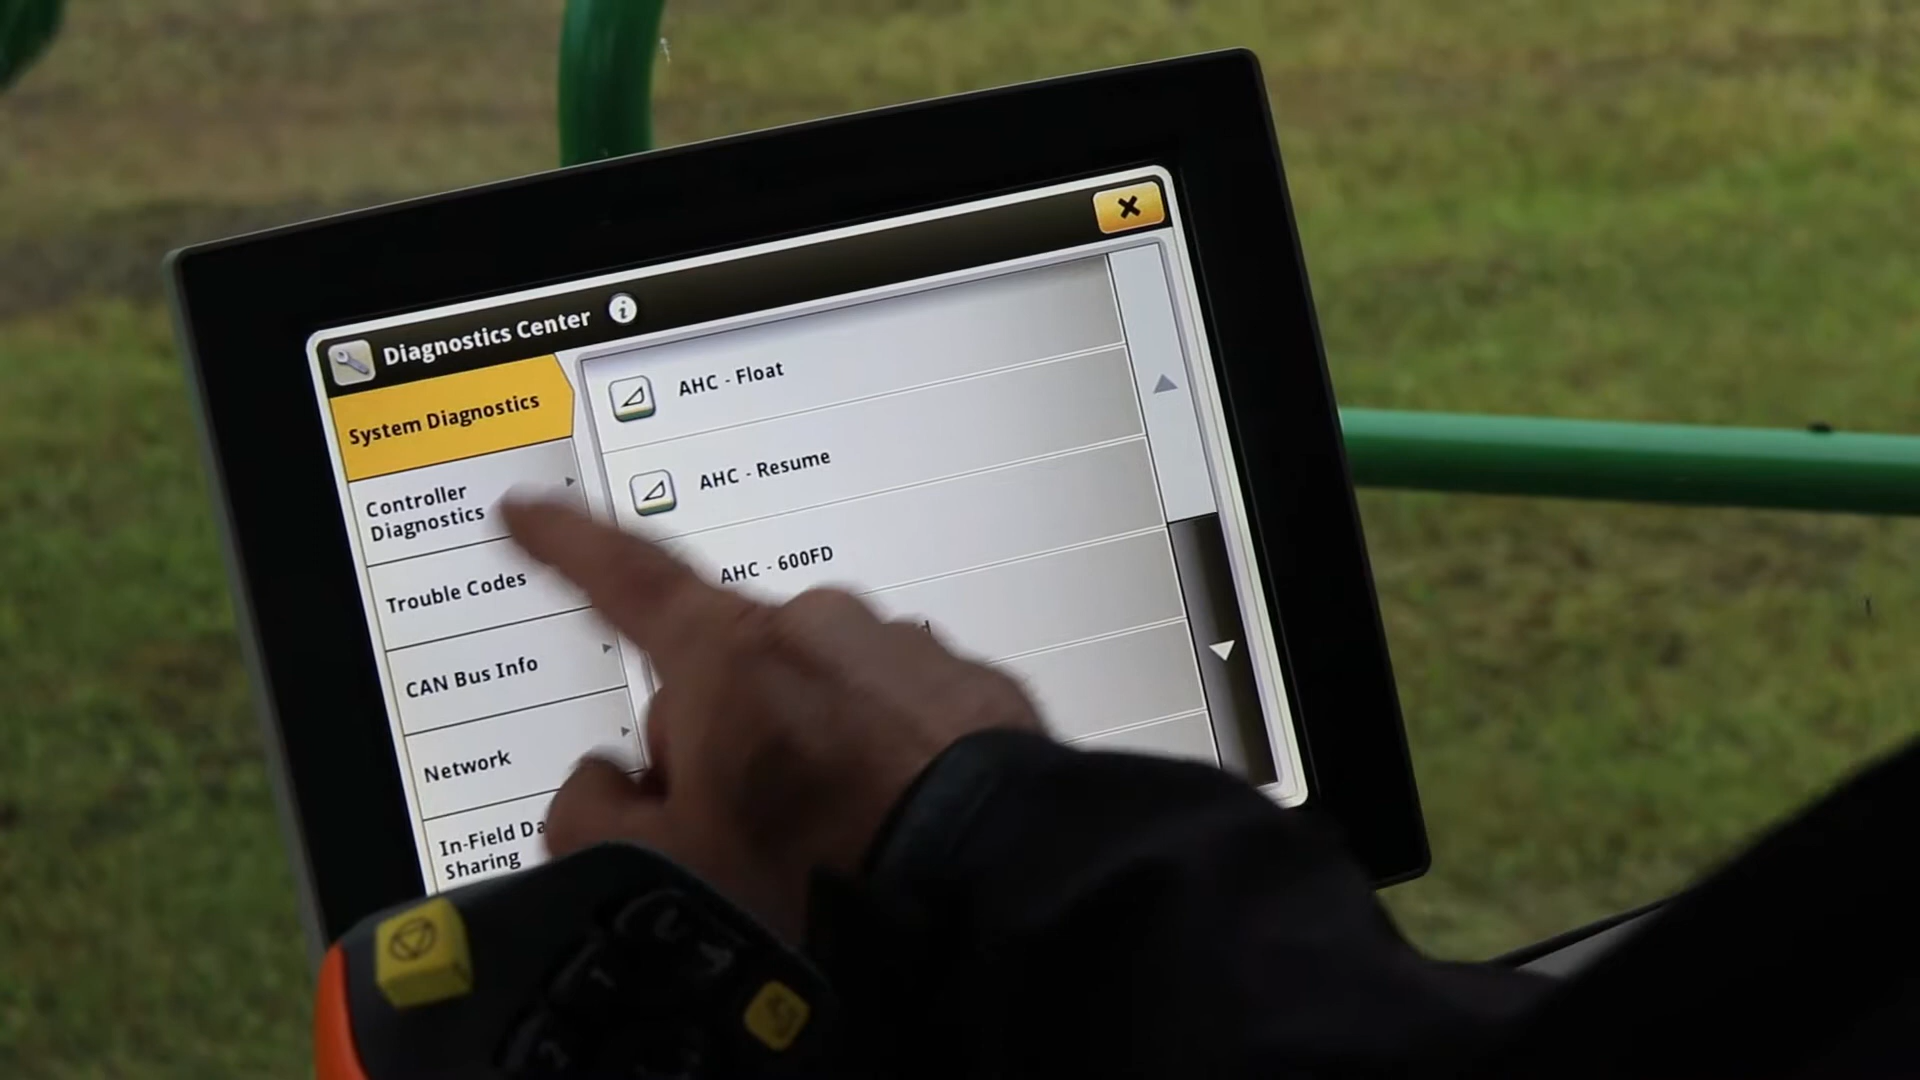 Diagnostics Center
System Diagnostics
Controller
Diagnostics
Trouble Codes
CAN Bus Info
Network
In-Field
Sharing
AHC - Float
AHC - Resume
AHC - 600FD